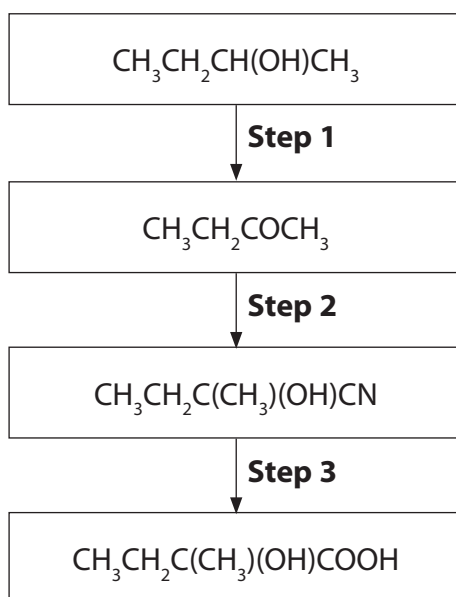 CH₃CH₂CH(OH)CH₃
Step 1
CH₃CH₂COCH₃
Step 2
CH₃CH₂C(CH₃)(OH)CN
Step 3
CH₃CH₂C(CH₃)(OH)COOH